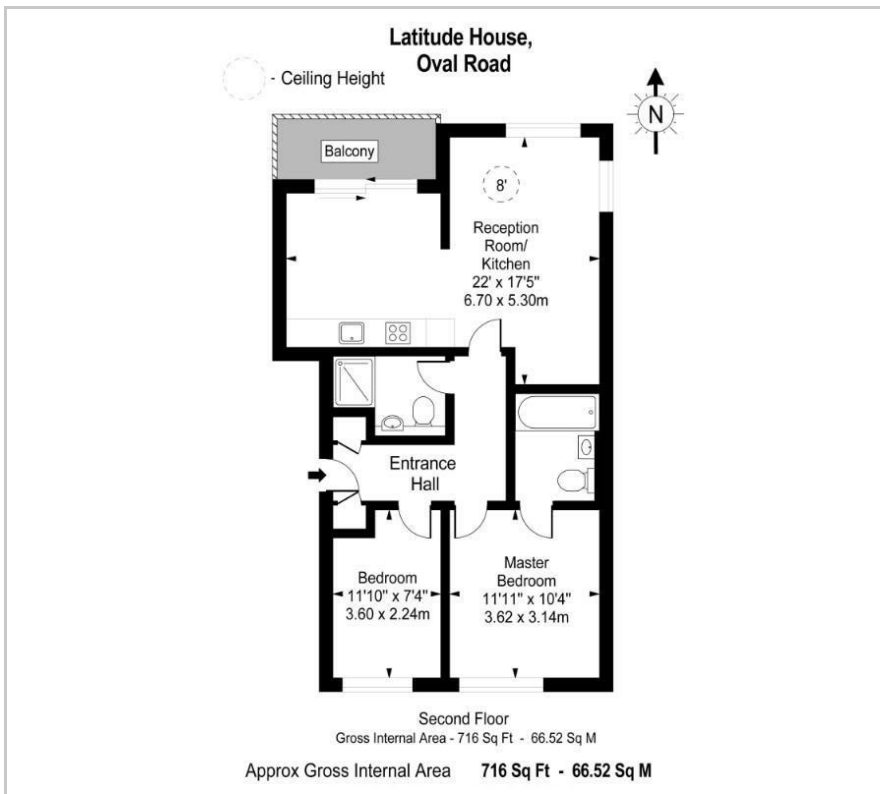 Latitude House,
Oval Road
- Ceiling Height
N
Balcony
8'
Reception
Room/
Kitchen
22' x 17'5"
6.70 x 5.30m
Entrance
Hall
Bedroom
11'10" x 7'4"
3.60 x 2.24m
Master
Bedroom
11'11" x 10'4"
3.62 x 3.14m
Second Floor
Gross Internal Area - 716 Sq Ft - 66.52 Sq M
Approx Gross Internal Area 716 Sq Ft - 66.52 Sq M